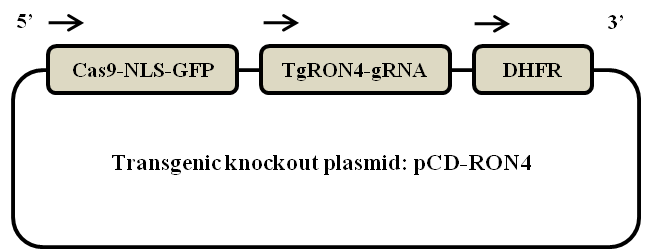 5’ 3’
Cas9-NLS-GFP TgRON4-gRNA DHFR
Transgenic knockout plasmid: pCD-RON4